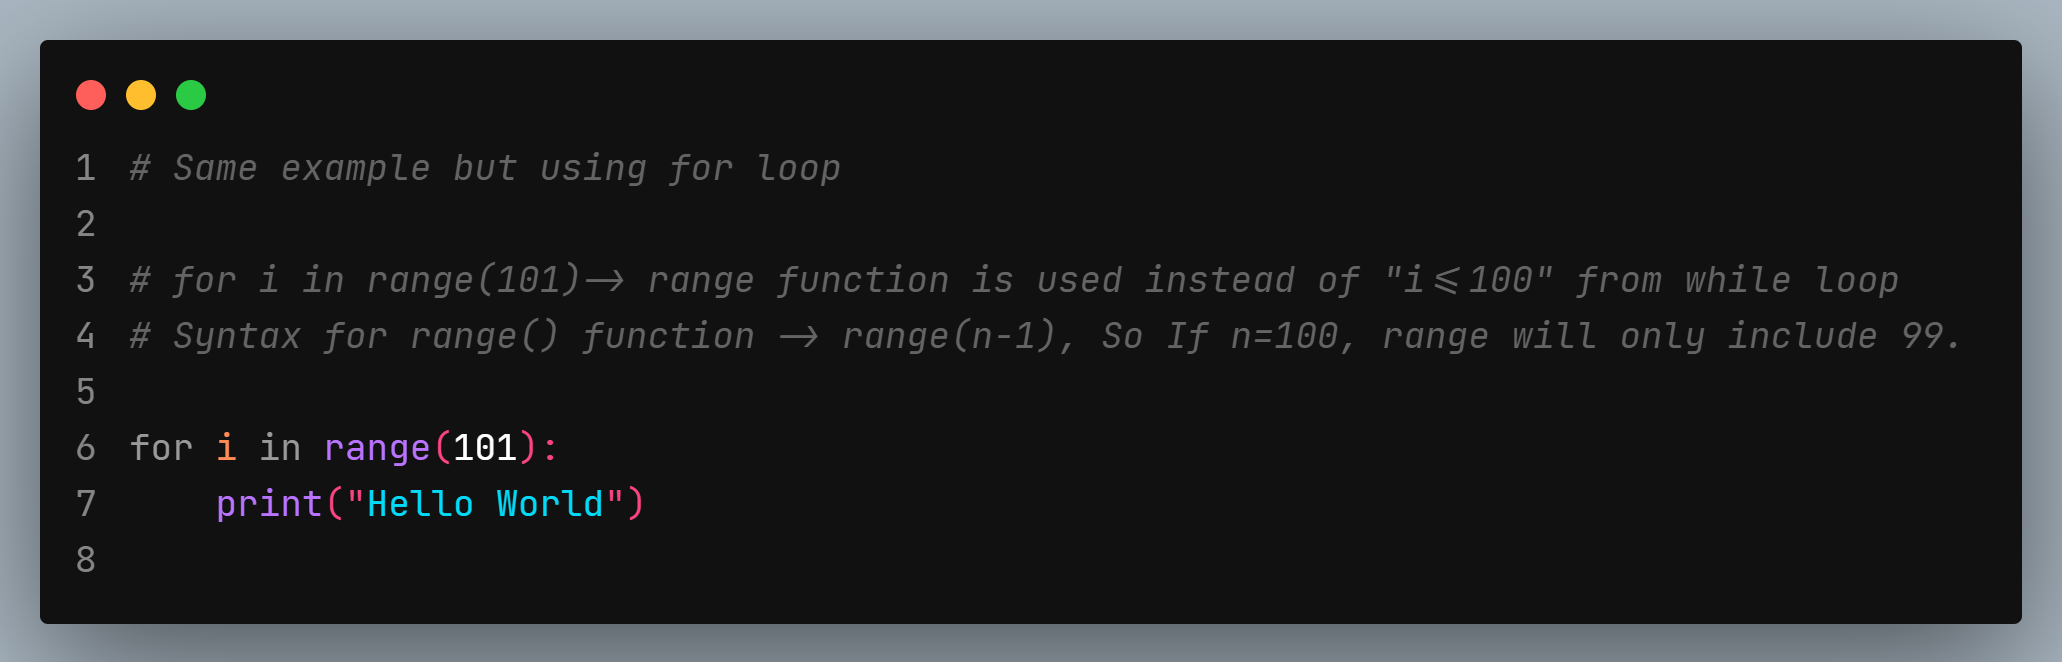 1 # Same example but using for loop
2
3 # for i in range(101)-> range function is used instead of "i<=100" from while loop
4 # Syntax for range() function -> range(n-1), So If n=100, range will only include 99.
5
6 for i in range(101):
7     print("Hello World")
8